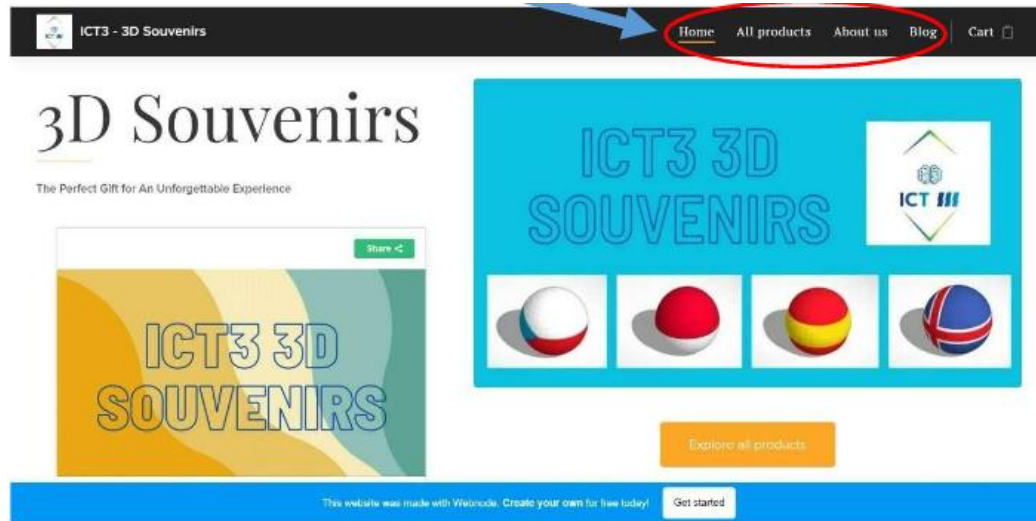 ICT3 - 3D Souvenirs
Home All products About us Blog Cart
3D Souvenirs
The Perfect Gift for An Unforgettable Experience
Share
ICT3 3D
SOUVENIRS
ICT3 3D
SOUVENIRS
ICT III
Explore all products
This website was made with Webnode. Create your own for free today! Get started